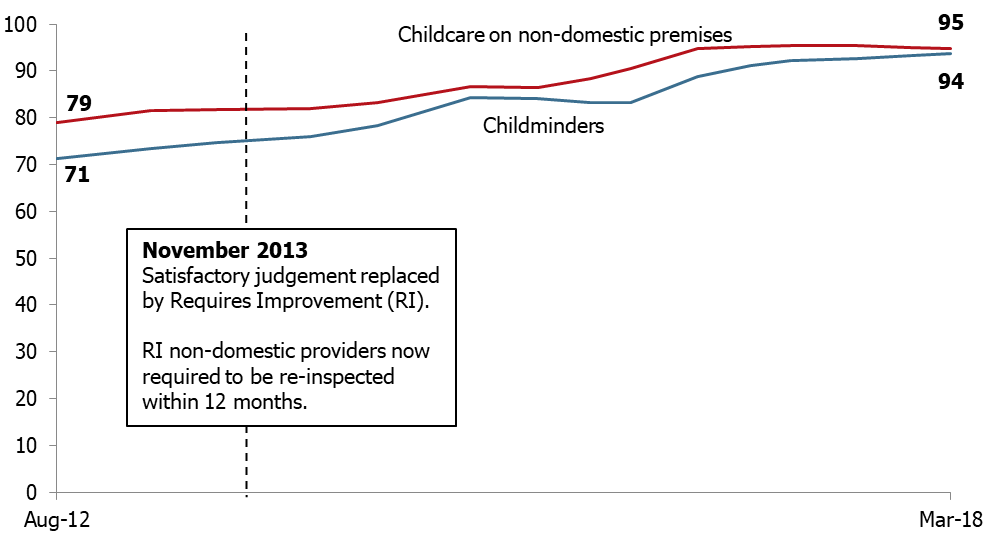 100
90
80
70
60
50
40
30
20
10
0
Aug-12
Mar-18
Childcare on non-domestic premises
Childminders
79
71
95
94
November 2013
Satisfactory judgement replaced
by Requires Improvement (RI).
RI non-domestic providers now
required to be re-inspected
within 12 months.